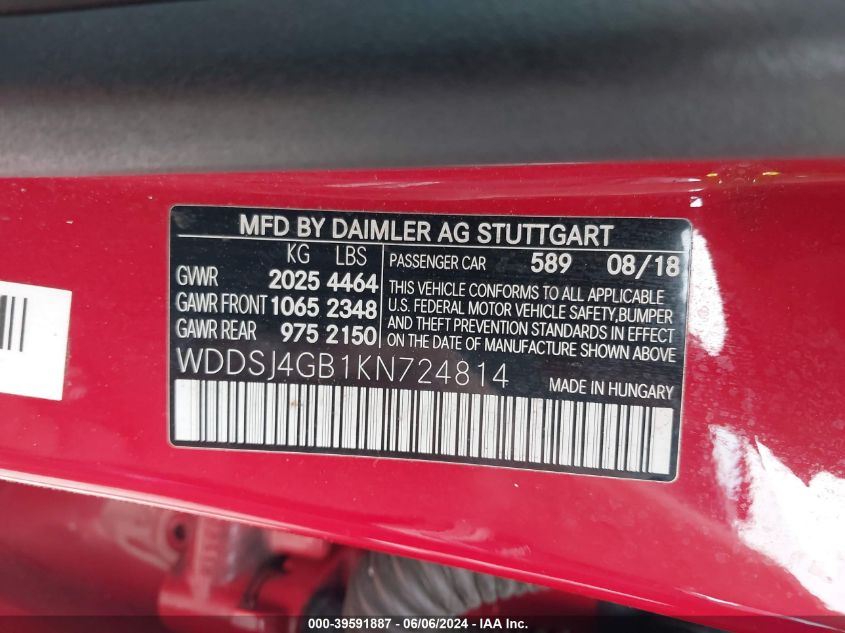 MFD BY DAIMLER AG STUTTGART
KG LBS
GVWR 2025 4464
GAWR FRONT 1065 2348
GAWR REAR 975 2150
PASSENGER CAR 589 08/18
THIS VEHICLE CONFORMS TO ALL APPLICABLE
U.S. FEDERAL MOTOR VEHICLE SAFETY,BUMPER
AND THEFT PREVENTION STANDARDS IN EFFECT
ON THE DATE OF MANUFACTURE SHOWN ABOVE
WDDSJ4GB1KN724814
MADE IN HUNGARY
000-39591887 - 06/06/2024 - IAAI, Inc.